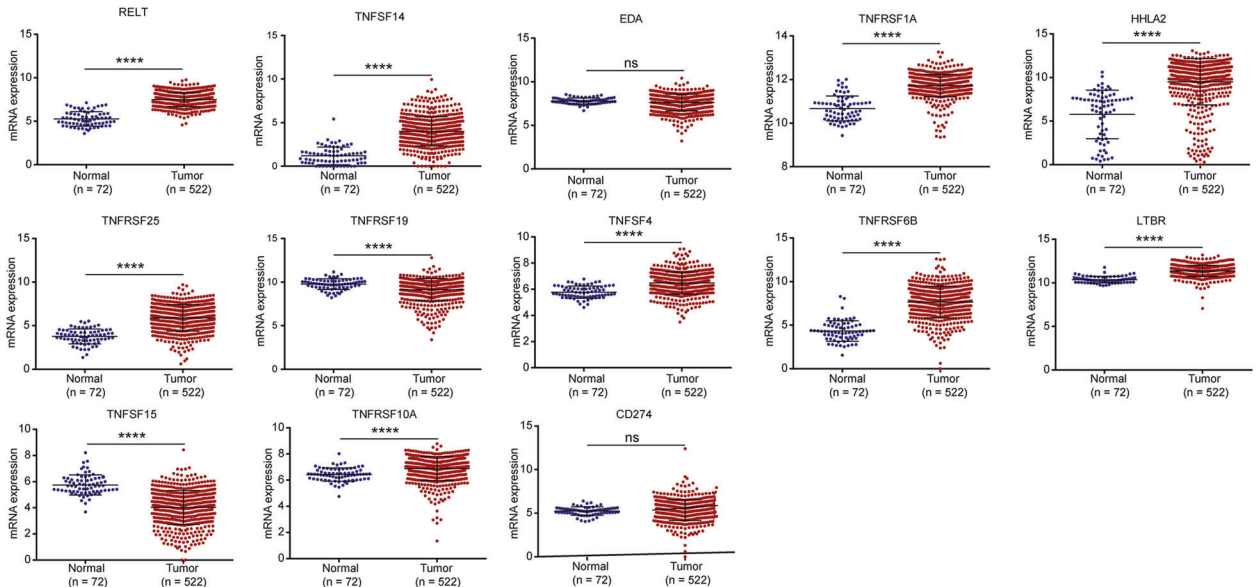 RELT
mRNA expression
15
10
5
0
****
Normal
(n = 72)
Tumor
(n = 522)
TNFSF14
mRNA expression
15
10
5
0
****
Normal
(n = 72)
Tumor
(n = 522)
EDA
mRNA expression
15
10
5
0
ns
Normal
(n = 72)
Tumor
(n = 522)
TNFRSF1A
mRNA expression
14
12
10
8
****
Normal
(n = 72)
Tumor
(n = 522)
HHLA2
mRNA expression
15
10
5
0
****
Normal
(n = 72)
Tumor
(n = 522)
TNFRSF25
mRNA expression
15
10
5
0
****
Normal
(n = 72)
Tumor
(n = 522)
TNFRSF19
mRNA expression
15
10
5
0
****
Normal
(n = 72)
Tumor
(n = 522)
TNFSF4
mRNA expression
10
8
6
4
2
0
****
Normal
(n = 72)
Tumor
(n = 522)
TNFRSF6B
mRNA expression
15
10
5
0
****
Normal
(n = 72)
Tumor
(n = 522)
LTBR
mRNA expression
15
10
5
0
****
Normal
(n = 72)
Tumor
(n = 522)
TNFSF15
mRNA expression
10
8
6
4
2
0
****
Normal
(n = 72)
Tumor
(n = 522)
TNFRSF10A
mRNA expression
10
8
6
4
2
0
****
Normal
(n = 72)
Tumor
(n = 522)
CD274
mRNA expression
15
10
5
0
ns
Normal
(n = 72)
Tumor
(n = 522)